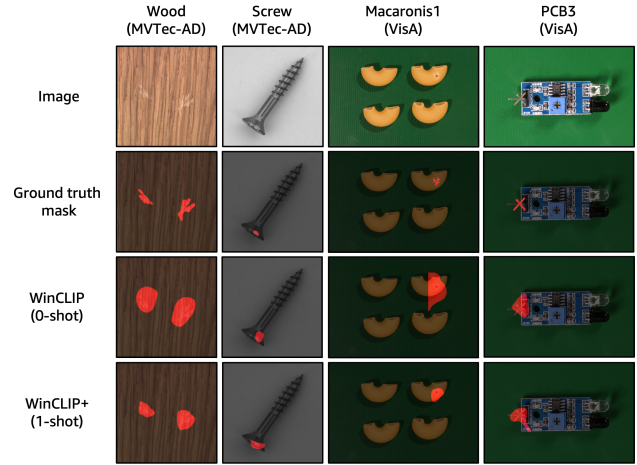 Wood
(MVTec-AD)
Screw
(MVTec-AD)
Macaronis1
(VisA)
PCB3
(VisA)
Image
Ground truth
mask
WinCLIP
(0-shot)
WinCLIP+
(1-shot)